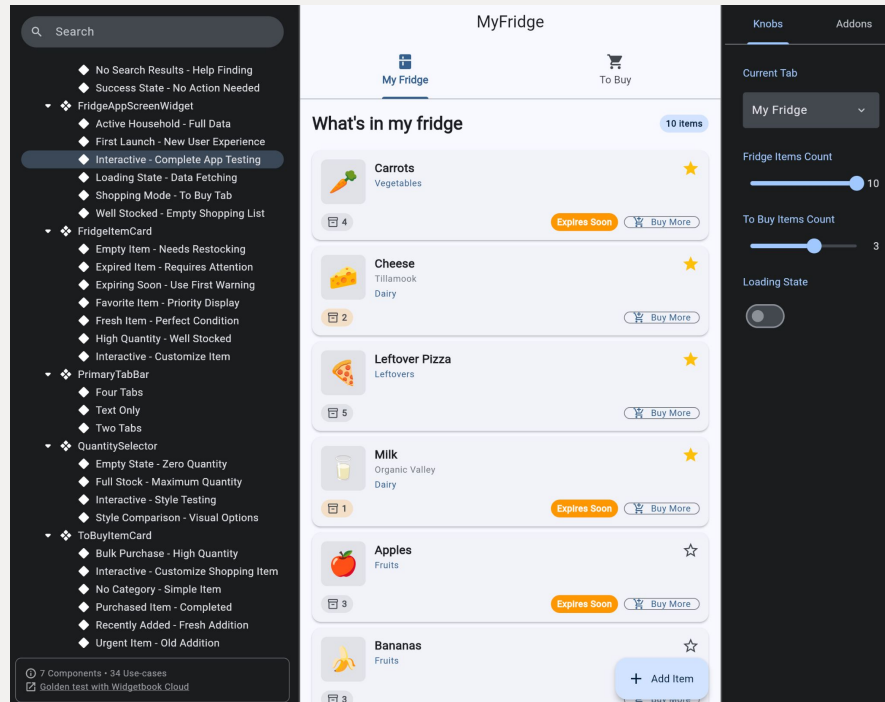 Search
No Search Results - Help Finding
Success State - No Action Needed
FridgeAppScreenWidget
Active Household - Full Data
First Launch - New User Experience
Interactive - Complete App Testing
Loading State - Data Fetching
Shopping Mode - To Buy Tab
Well Stocked - Empty Shopping List
FridgeItemCard
Empty Item - Needs Restocking
Expired Item - Requires Attention
Expiring Soon - Use First Warning
Favorite Item - Priority Display
Fresh Item - Perfect Condition
High Quantity - Well Stocked
Interactive - Customize Item
PrimaryTabBar
Four Tabs
Text Only
Two Tabs
QuantitySelector
Empty State - Zero Quantity
Full Stock - Maximum Quantity
Interactive - Style Testing
Style Comparison - Visual Options
ToBuyItemCard
Bulk Purchase - High Quantity
Interactive - Customize Shopping Item
No Category - Simple Item
Purchased Item - Completed
Recently Added - Fresh Addition
Urgent Item - Old Addition
7 Components • 34 Use-cases
Golden test with Widgetbook Cloud
MyFridge
My Fridge
To Buy
What's in my fridge
10 items
Carrots
Vegetables
4
Expires Soon
Buy More
Cheese
Tillamook
Dairy
2
Buy More
Leftover Pizza
Leftovers
5
Buy More
Milk
Organic Valley
Dairy
1
Expires Soon
Buy More
Apples
Fruits
3
Expires Soon
Buy More
Bananas
Fruits
3
Buy More
Add Item
Knobs
Addons
Current Tab
My Fridge
Fridge Items Count
10
To Buy Items Count
3
Loading State